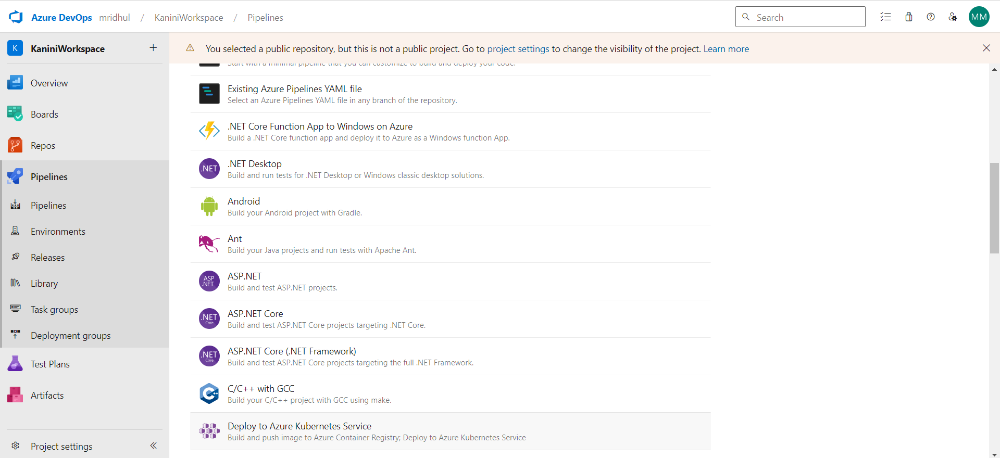 Azure DevOps mridhul / KaniniWorkspace / Pipelines
Search
MM
K KaniniWorkspace
You selected a public repository, but this is not a public project. Go to project settings to change the visibility of the project. Learn more
Overview
Boards
Repos
Pipelines
Pipelines
Environments
Releases
Library
Task groups
Deployment groups
Test Plans
Artifacts
Project settings
Start with a minimal pipeline that you can customize to build and deploy your code.
Existing Azure Pipelines YAML file
Select an Azure Pipelines YAML file in any branch of the repository.
.NET Core Function App to Windows on Azure
Build a .NET Core function app and deploy it to Azure as a Windows function App.
.NET
.NET Desktop
Build and run tests for .NET Desktop or Windows classic desktop solutions.
Android
Build your Android project with Gradle.
Ant
Build your Java projects and run tests with Apache Ant.
ASP
.NET
ASP.NET
Build and test ASP.NET projects.
.NET
Core
ASP.NET Core
Build and test ASP.NET Core projects targeting .NET Core.
.NET
Core
ASP.NET Core (.NET Framework)
Build and test ASP.NET Core projects targeting the full .NET Framework.
C++
C/C++ with GCC
Build your C/C++ project with GCC using make.
Deploy to Azure Kubernetes Service
Build and push image to Azure Container Registry; Deploy to Azure Kubernetes Service